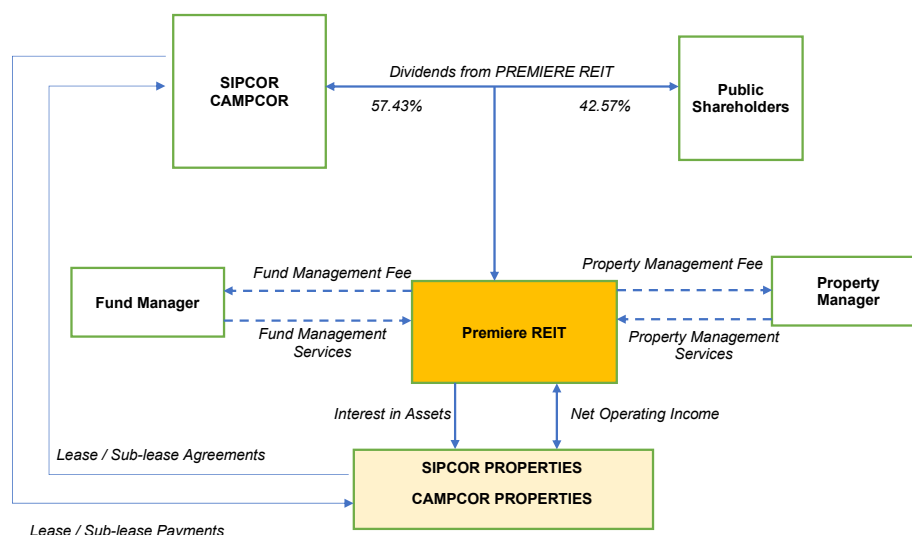 Dividends from PREMIERE REIT
SIPCOR
CAMPCOR
57.43%
42.57%
Public
Shareholders
Fund Management Fee
Property Management Fee
Fund Manager
Property
Manager
Premiere REIT
Fund Management
Services
Property Management
Services
Interest in Assets
Net Operating Income
Lease / Sub-lease Agreements
SIPCOR PROPERTIES
CAMPCOR PROPERTIES
Lease / Sub-lease Payments